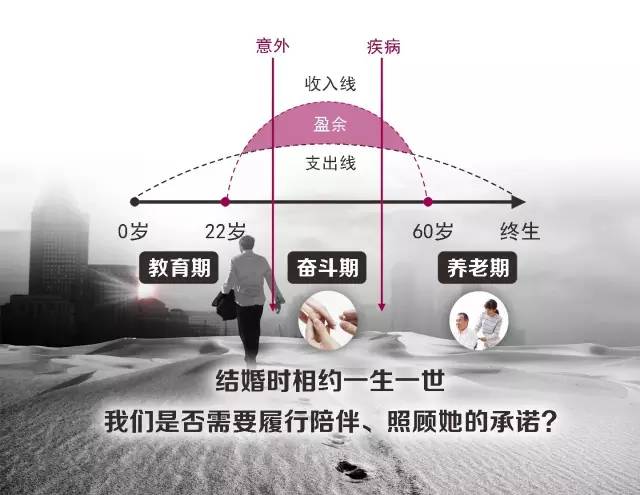 意外
疾病
收入线
盈余
支出线
0岁
22岁
60岁
终生
教育期
奋斗期
养老期
结婚时相约一生一世
我们是否需要履行陪伴、照顾她的承诺?